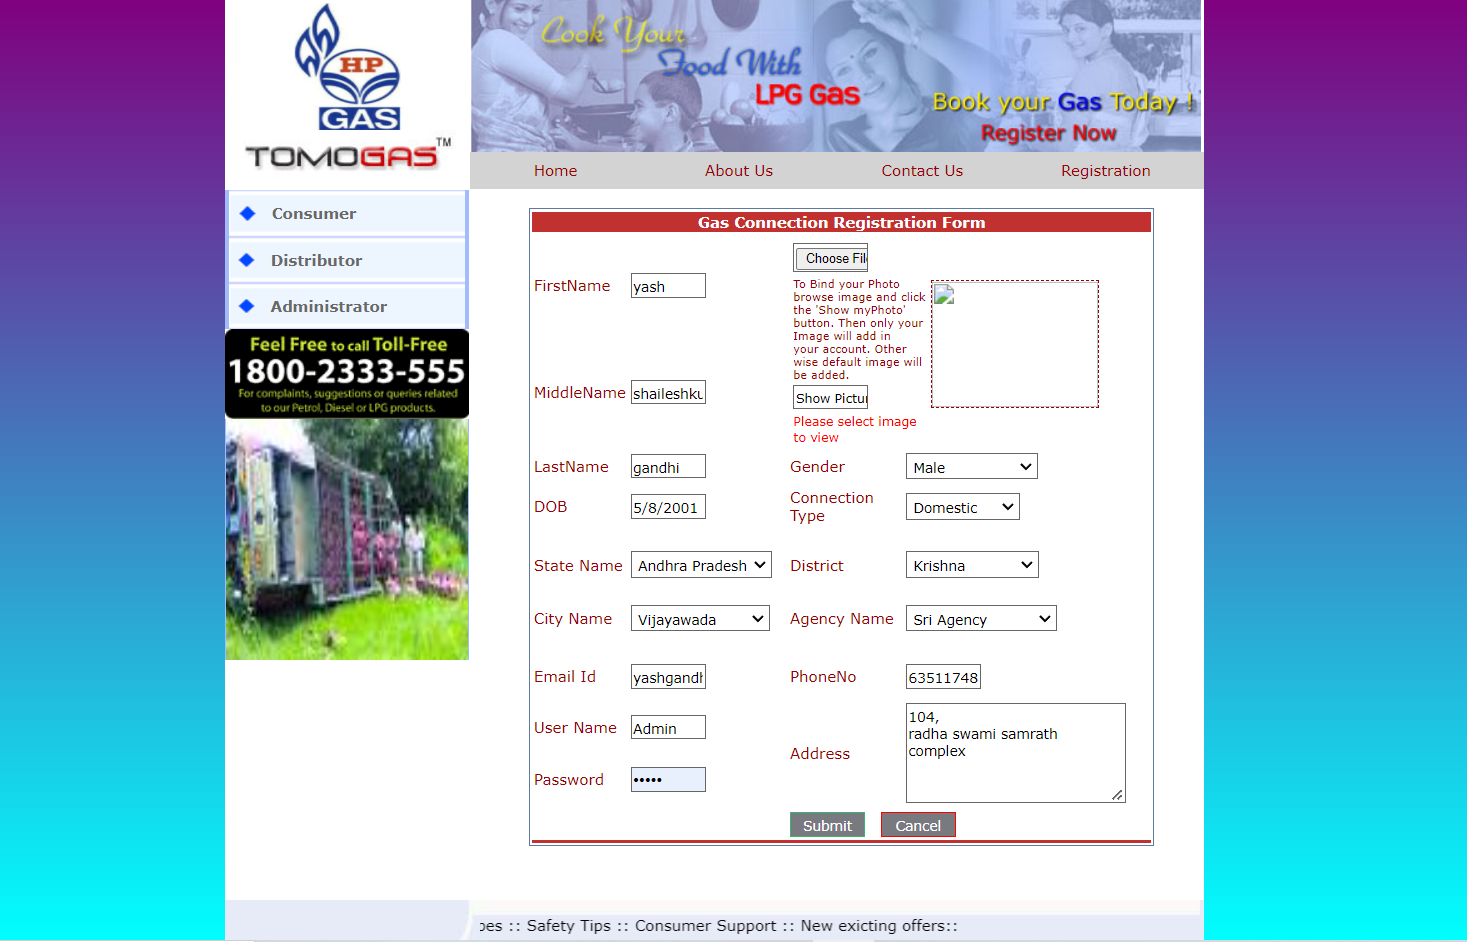 HP
GAS
TOMOGAS™
Cook Your
Food With
LPG Gas
Book your Gas Today !
Register Now
Home About Us Contact Us Registration
Consumer
Distributor
Administrator
Feel Free to call Toll-Free
1800-2333-555
For complaints, suggestions or queries related
to our Petrol, Diesel or LPG products.
Gas Connection Registration Form
FirstName yash
Choose Fil
To Bind your Photo
browse image and click
the 'Show myPhoto'
button. Then only your
Image will add in
your account. Other
wise default image will
be added.
MiddleName shaileshku
Show Pictur
Please select image
to view
LastName gandhi Gender Male
DOB 5/8/2001 Connection
Type Domestic
State Name Andhra Pradesh District Krishna
City Name Vijayawada Agency Name Sri Agency
Email Id yashgandh PhoneNo 63511748
User Name Admin
Password •••••
Address 104,
radha swami samrath
complex
Submit Cancel
pes :: Safety Tips :: Consumer Support :: New exicting offers::